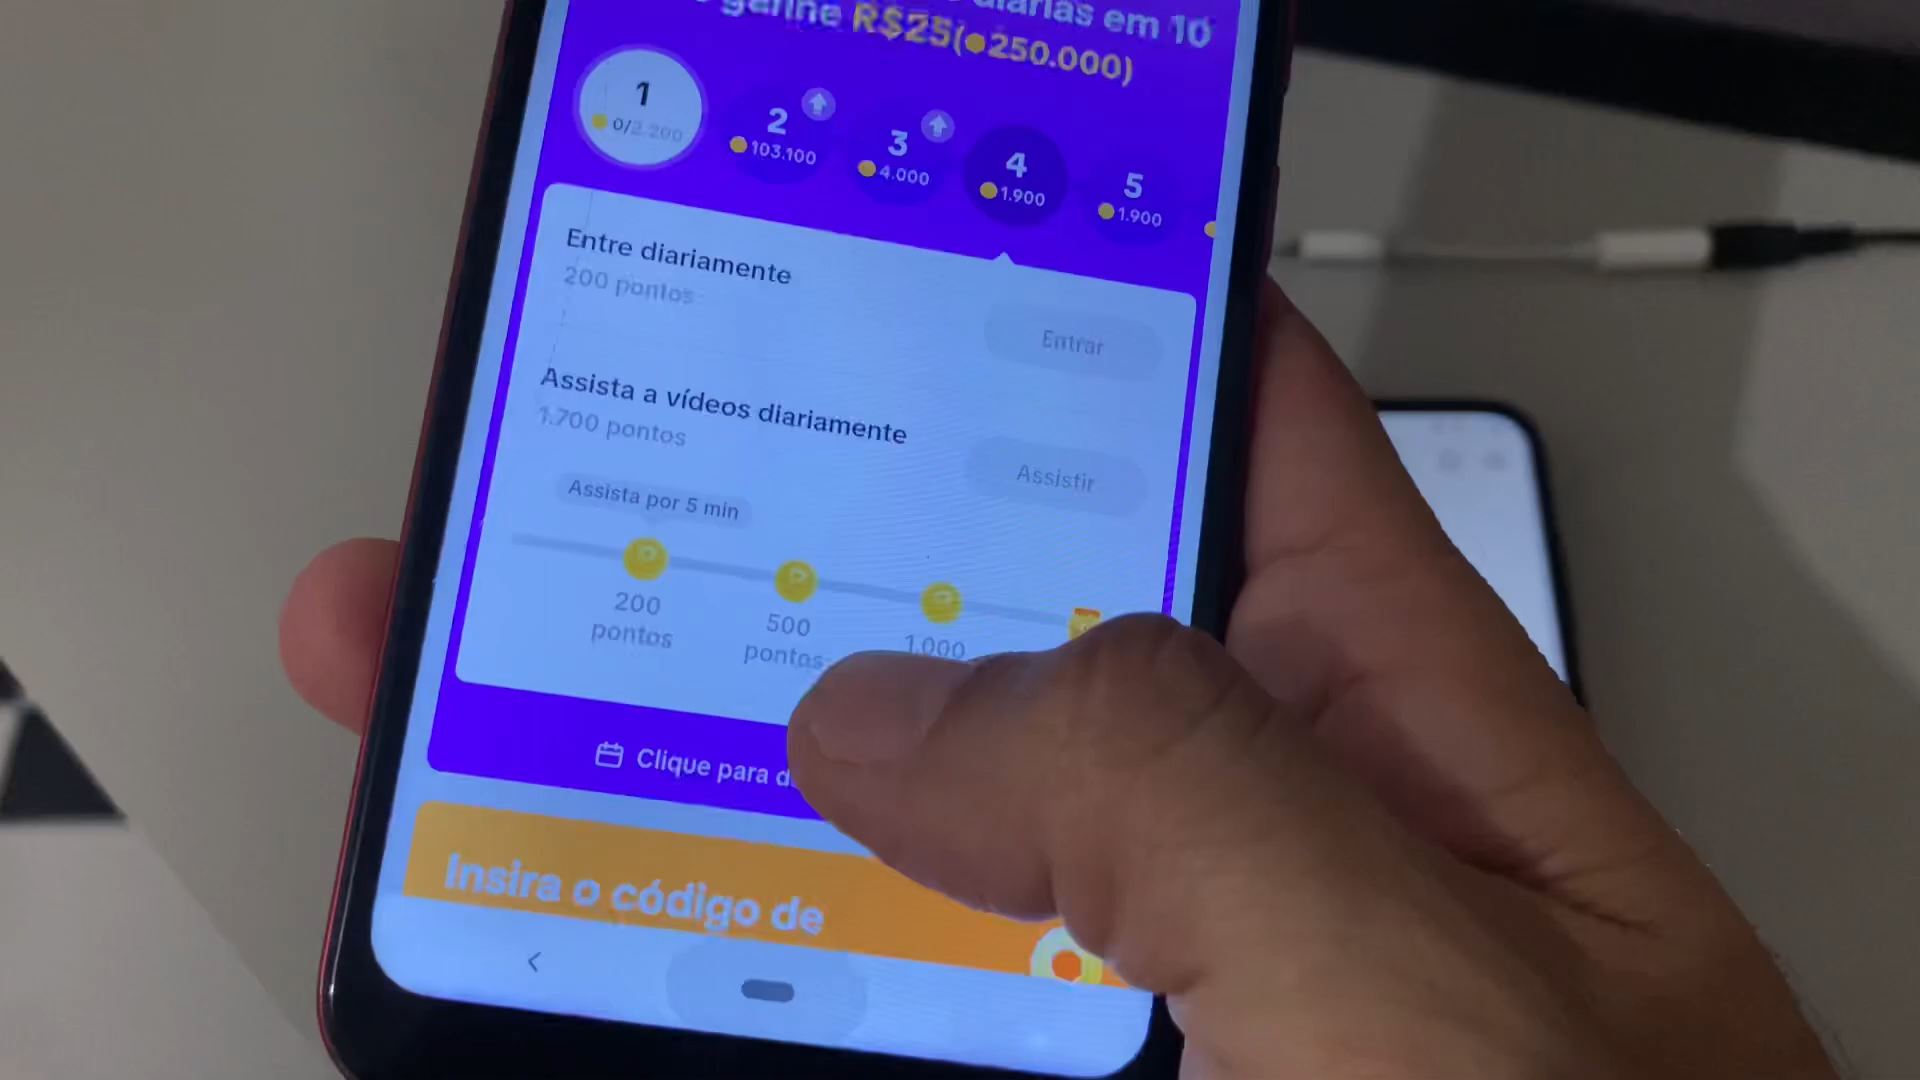 diárias em 10
ganhe R$25(250.000)
1
0/2.200
2
103.100
3
4.000
4
1.900
5
1.900
Entre diariamente
200 pontos
Entrar
Assista a vídeos diariamente
1.700 pontos
Assistir
Assista por 5 min
200
pontos
500
pontos
1.000
Clique para d
Insira o código de